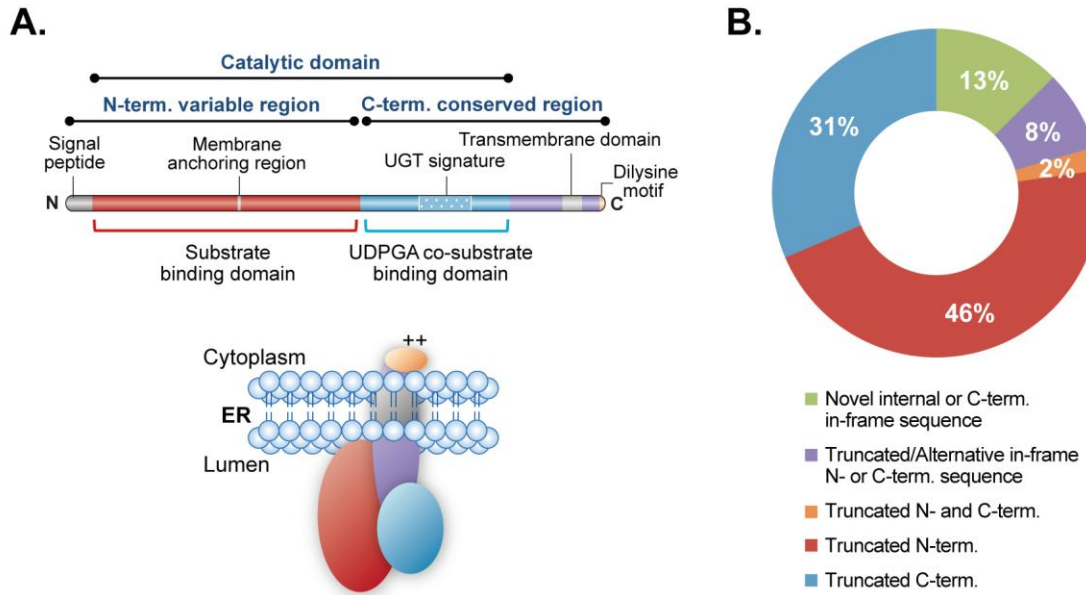 A.
Catalytic domain
N-term. variable region
C-term. conserved region
Signal
peptide
Membrane
anchoring region
UGT signature
Transmembrane domain
Dilysine
motif
N
C
Substrate
binding domain
UDPGA co-substrate
binding domain
++
Cytoplasm
ER
Lumen
B.
13%
8%
2%
46%
31%
Novel internal or C-term.
in-frame sequence
Truncated/Alternative in-frame
N- or C-term. sequence
Truncated N- and C-term.
Truncated N-term.
Truncated C-term.